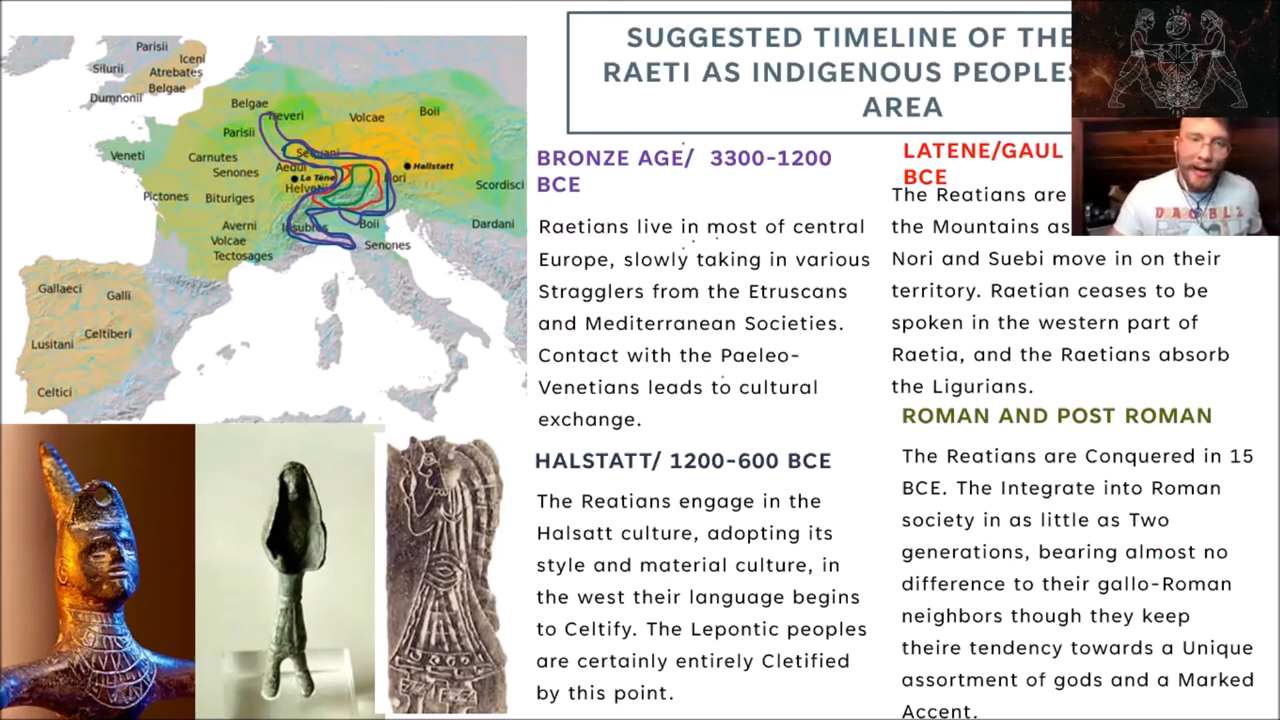 SUGGESTED TIMELINE OF THE
RAETI AS INDIGENOUS PEOPLES
AREA
Parisii
Iceni
Silurii
Atrebates
Belgae
Dumnonii
Belgae
Treveri
Volcae
Boii
Parisii
Veneti
Carnutes
Senones
Sequani
Aedui
La Tène
Hallstatt
Nori
Helvetii
Scordisci
Pictones
Bituriges
Averni
Insubres
Boii
Dardani
Volcae
Tectosages
Senones
Gallaeci
Galli
Celtiberi
Lusitani
Celtici
BRONZE AGE/ 3300-1200
BCE
Raetians live in most of central
Europe, slowly taking in various
Stragglers from the Etruscans
and Mediterranean Societies.
Contact with the Paeleo-
Venetians leads to cultural
exchange.
HALSTATT/ 1200-600 BCE
The Reatians engage in the
Halsatt culture, adopting its
style and material culture, in
the west their language begins
to Celtify. The Lepontic peoples
are certainly entirely Cletified
by this point.
LATENE/GAUL
BCE
The Reatians are
the Mountains as
Nori and Suebi move in on their
territory. Raetian ceases to be
spoken in the western part of
Raetia, and the Raetians absorb
the Ligurians.
ROMAN AND POST ROMAN
The Reatians are Conquered in 15
BCE. The Integrate into Roman
society in as little as Two
generations, bearing almost no
difference to their gallo-Roman
neighbors though they keep
theire tendency towards a Unique
assortment of gods and a Marked
Accent.